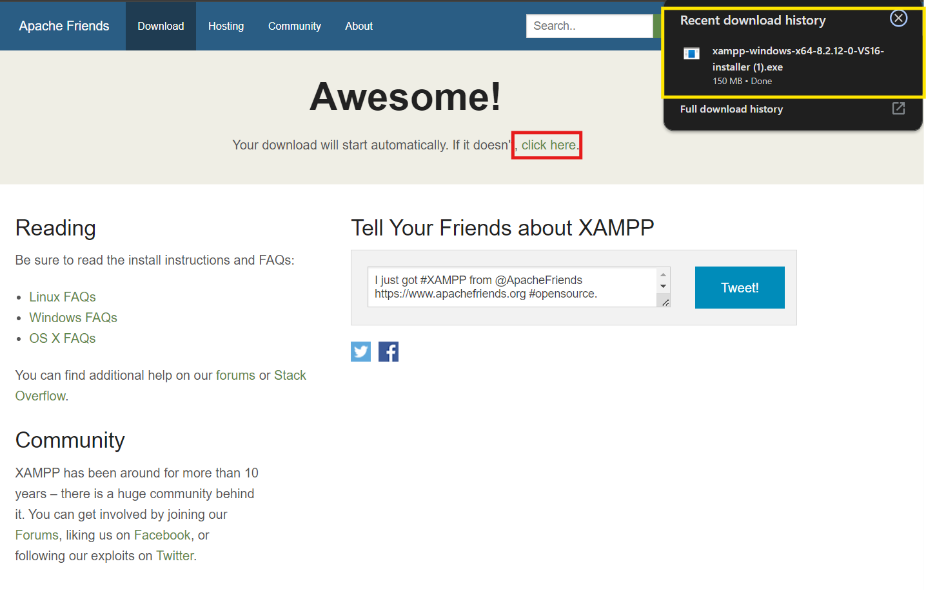 Apache Friends Download Hosting Community About Search..
Recent download history
xampp-windows-x64-8.2.12-0-VS16-
installer (1).exe
150 MB • Done
Full download history
Awesome!
Your download will start automatically. If it doesn', click here.
Reading
Be sure to read the install instructions and FAQs:
• Linux FAQs
• Windows FAQs
• OS X FAQs
You can find additional help on our forums or Stack
Overflow.
Community
XAMPP has been around for more than 10
years – there is a huge community behind
it. You can get involved by joining our
Forums, liking us on Facebook, or
following our exploits on Twitter.
Tell Your Friends about XAMPP
I just got #XAMPP from @ApacheFriends
https://www.apachefriends.org #opensource.
Tweet!